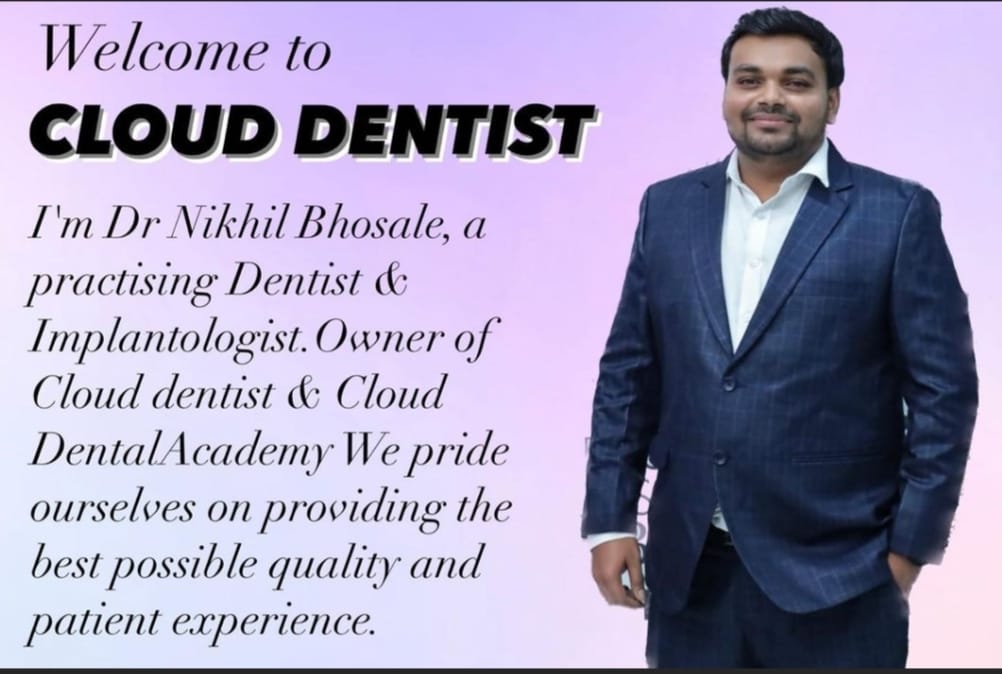 Welcome to
CLOUD DENTIST
I'm Dr Nikhil Bhosale, a
practising Dentist &
Implantologist. Owner of
Cloud dentist & Cloud
DentalAcademy We pride
ourselves on providing the
best possible quality and
patient experience.